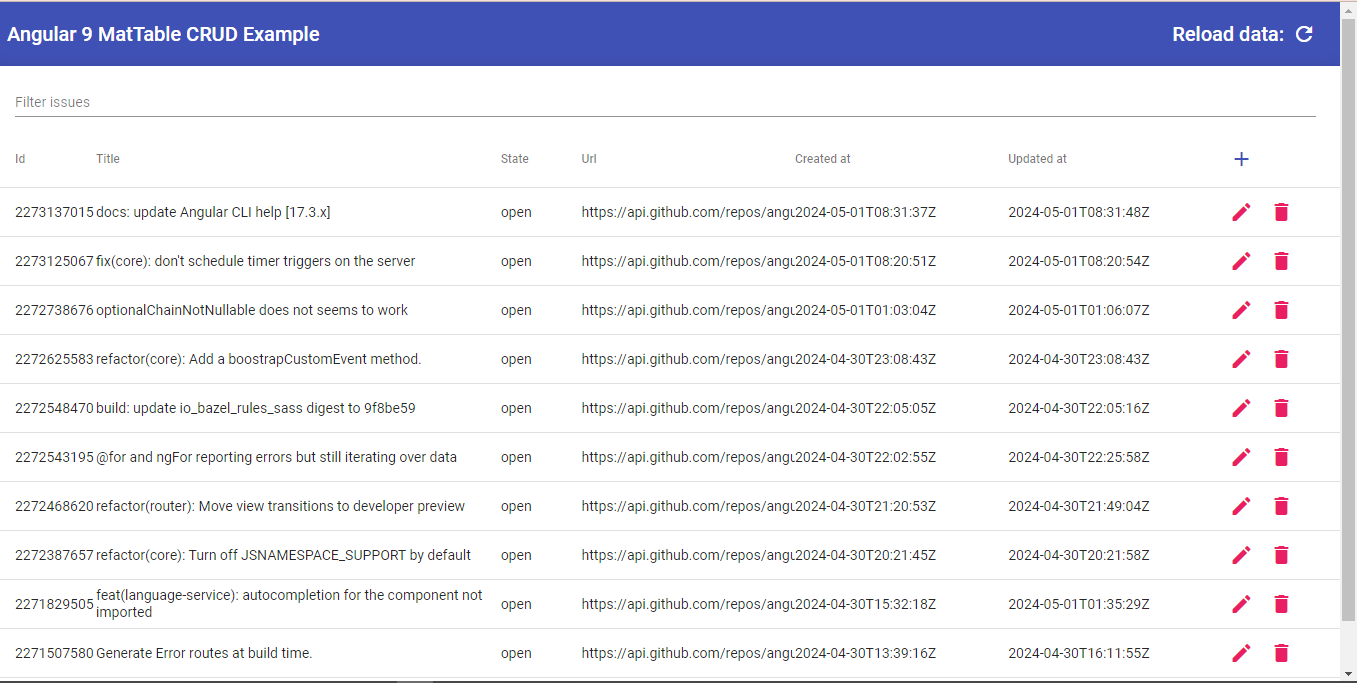 Angular 9 MatTable CRUD Example Reload data:
Filter issues
Id Title State Url Created at Updated at
2273137015 docs: update Angular CLI help [17.3.x] open https://api.github.com/repos/angu 2024-05-01T08:31:37Z 2024-05-01T08:31:48Z
2273125067 fix(core): don't schedule timer triggers on the server open https://api.github.com/repos/angu 2024-05-01T08:20:51Z 2024-05-01T08:20:54Z
2272738676 optionalChainNotNullable does not seems to work open https://api.github.com/repos/angu 2024-05-01T01:03:04Z 2024-05-01T01:06:07Z
2272625583 refactor(core): Add a boostrapCustomEvent method. open https://api.github.com/repos/angu 2024-04-30T23:08:43Z 2024-04-30T23:08:43Z
2272548470 build: update io_bazel_rules_sass digest to 9f8be59 open https://api.github.com/repos/angu 2024-04-30T22:05:05Z 2024-04-30T22:05:16Z
2272543195 @for and ngFor reporting errors but still iterating over data open https://api.github.com/repos/angu 2024-04-30T22:02:55Z 2024-04-30T22:25:58Z
2272468620 refactor(router): Move view transitions to developer preview open https://api.github.com/repos/angu 2024-04-30T21:20:53Z 2024-04-30T21:49:04Z
2272387657 refactor(core): Turn off JSNAMESPACE_SUPPORT by default open https://api.github.com/repos/angu 2024-04-30T20:21:45Z 2024-04-30T20:21:58Z
2271829505 feat(language-service): autocompletion for the component not
imported open https://api.github.com/repos/angu 2024-04-30T15:32:18Z 2024-05-01T01:35:29Z
2271507580 Generate Error routes at build time. open https://api.github.com/repos/angu 2024-04-30T13:39:16Z 2024-04-30T16:11:55Z